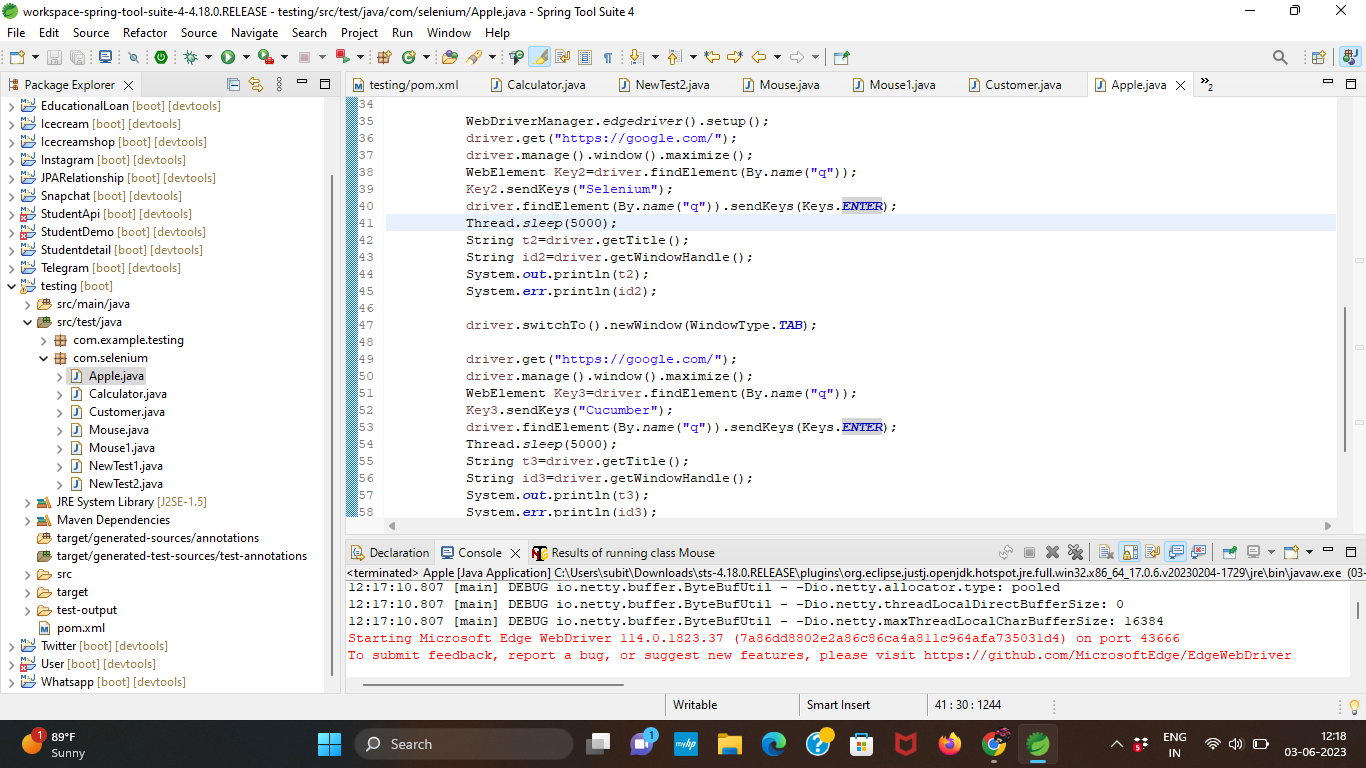 workspace-spring-tool-suite-4-4.18.0.RELEASE - testing/src/test/java/com/selenium/Apple.java - Spring Tool Suite 4
File Edit Source Refactor Source Navigate Search Project Run Window Help
Package Explorer
testing/pom.xml Calculator.java NewTest2.java Mouse.java Mouse1.java Customer.java Apple.java »2
EducationalLoan [boot] [devtools]
Icecream [boot] [devtools]
Icecreamshop [boot] [devtools]
Instagram [boot] [devtools]
JPARelationship [boot] [devtools]
Snapchat [boot] [devtools]
StudentApi [boot] [devtools]
StudentDemo [boot] [devtools]
Studentdetail [boot] [devtools]
Telegram [boot] [devtools]
testing [boot]
src/main/java
src/test/java
com.example.testing
com.selenium
Apple.java
Calculator.java
Customer.java
Mouse.java
Mouse1.java
NewTest1.java
NewTest2.java
JRE System Library [J2SE-1.5]
Maven Dependencies
target/generated-sources/annotations
target/generated-test-sources/test-annotations
src
target
test-output
pom.xml
Twitter [boot] [devtools]
User [boot] [devtools]
Whatsapp [boot] [devtools]
34
35 WebDriverManager.edgedriver().setup();
36 driver.get("https://google.com/");
37 driver.manage().window().maximize();
38 WebElement Key2=driver.findElement(By.name("q"));
39 Key2.sendKeys("Selenium");
40 driver.findElement(By.name("q")).sendKeys(Keys.ENTER);
41 Thread.sleep(5000);
42 String t2=driver.getTitle();
43 String id2=driver.getWindowHandle();
44 System.out.println(t2);
45 System.err.println(id2);
46
47 driver.switchTo().newWindow(WindowType.TAB);
48
49 driver.get("https://google.com/");
50 driver.manage().window().maximize();
51 WebElement Key3=driver.findElement(By.name("q"));
52 Key3.sendKeys("Cucumber");
53 driver.findElement(By.name("q")).sendKeys(Keys.ENTER);
54 Thread.sleep(5000);
55 String t3=driver.getTitle();
56 String id3=driver.getWindowHandle();
57 System.out.println(t3);
58 System.err.println(id3);
Declaration Console Results of running class Mouse
<terminated> Apple [Java Application] C:\Users\subit\Downloads\sts-4.18.0.RELEASE\plugins\org.eclipse.justj.openjdk.hotspot.jre.full.win32.x86_64_17.0.6.v20230204-1729\jre\bin\javaw.exe (03-
12:17:10.807 [main] DEBUG io.netty.buffer.ByteBufUtil - -Dio.netty.allocator.type: pooled
12:17:10.807 [main] DEBUG io.netty.buffer.ByteBufUtil - -Dio.netty.threadLocalDirectBufferSize: 0
12:17:10.807 [main] DEBUG io.netty.buffer.ByteBufUtil - -Dio.netty.maxThreadLocalCharBufferSize: 16384
Starting Microsoft Edge WebDriver 114.0.1823.37 (7a86dd8802e2a86c86ca4a811c964afa735031d4) on port 43666
To submit feedback, report a bug, or suggest new features, please visit https://github.com/MicrosoftEdge/EdgeWebDriver
Writable Smart Insert 41 : 30 : 1244
1 89°F
Sunny
Search
1
myhp
ENG
IN
12:18
03-06-2023